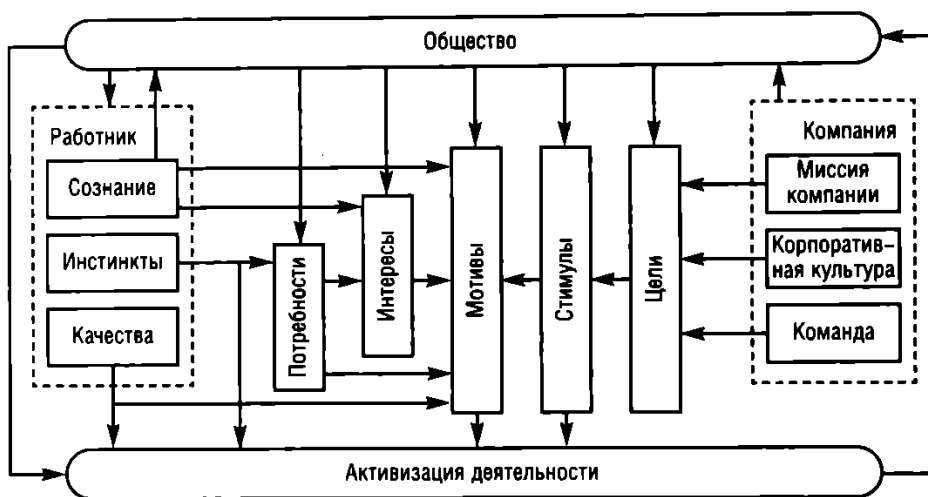 Общество
Работник
Сознание
Инстинкты
Качества
Потребности
Интересы
Мотивы
Стимулы
Цели
Компания
Миссия
компании
Корпоратив-
ная культура
Команда
Активизация деятельности